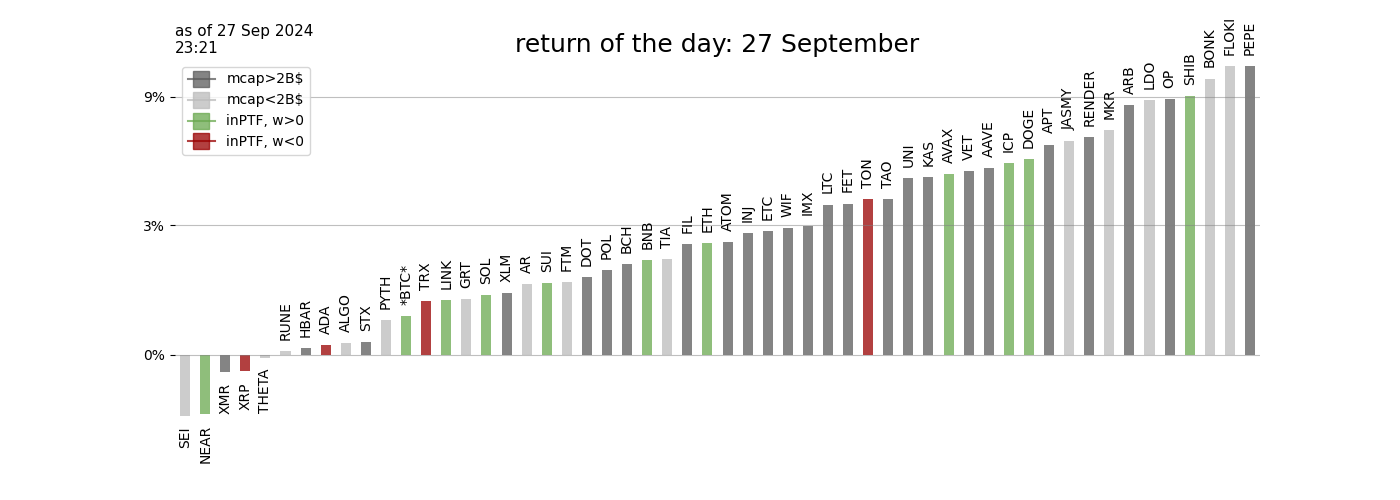 as of 27 Sep 2024
23:21
return of the day: 27 September
mcap>2B$
mcap<2B$
inPTF, w>0
inPTF, w<0
9%
3%
0%
SEI
NEAR
XMR
XRP
THETA
RUNE
HBAR
ADA
ALGO
STX
PYTH
*BTC*
TRX
LINK
GRT
SOL
XLM
AR
SUI
FTM
DOT
POL
BCH
BNB
TIA
FIL
ETH
ATOM
INJ
ETC
WIF
IMX
LTC
FET
TON
TAO
UNI
KAS
AVAX
VET
AAVE
ICP
DOGE
APT
JASMY
RENDER
MKR
ARB
LDO
OP
SHIB
BONK
FLOKI
PEPE